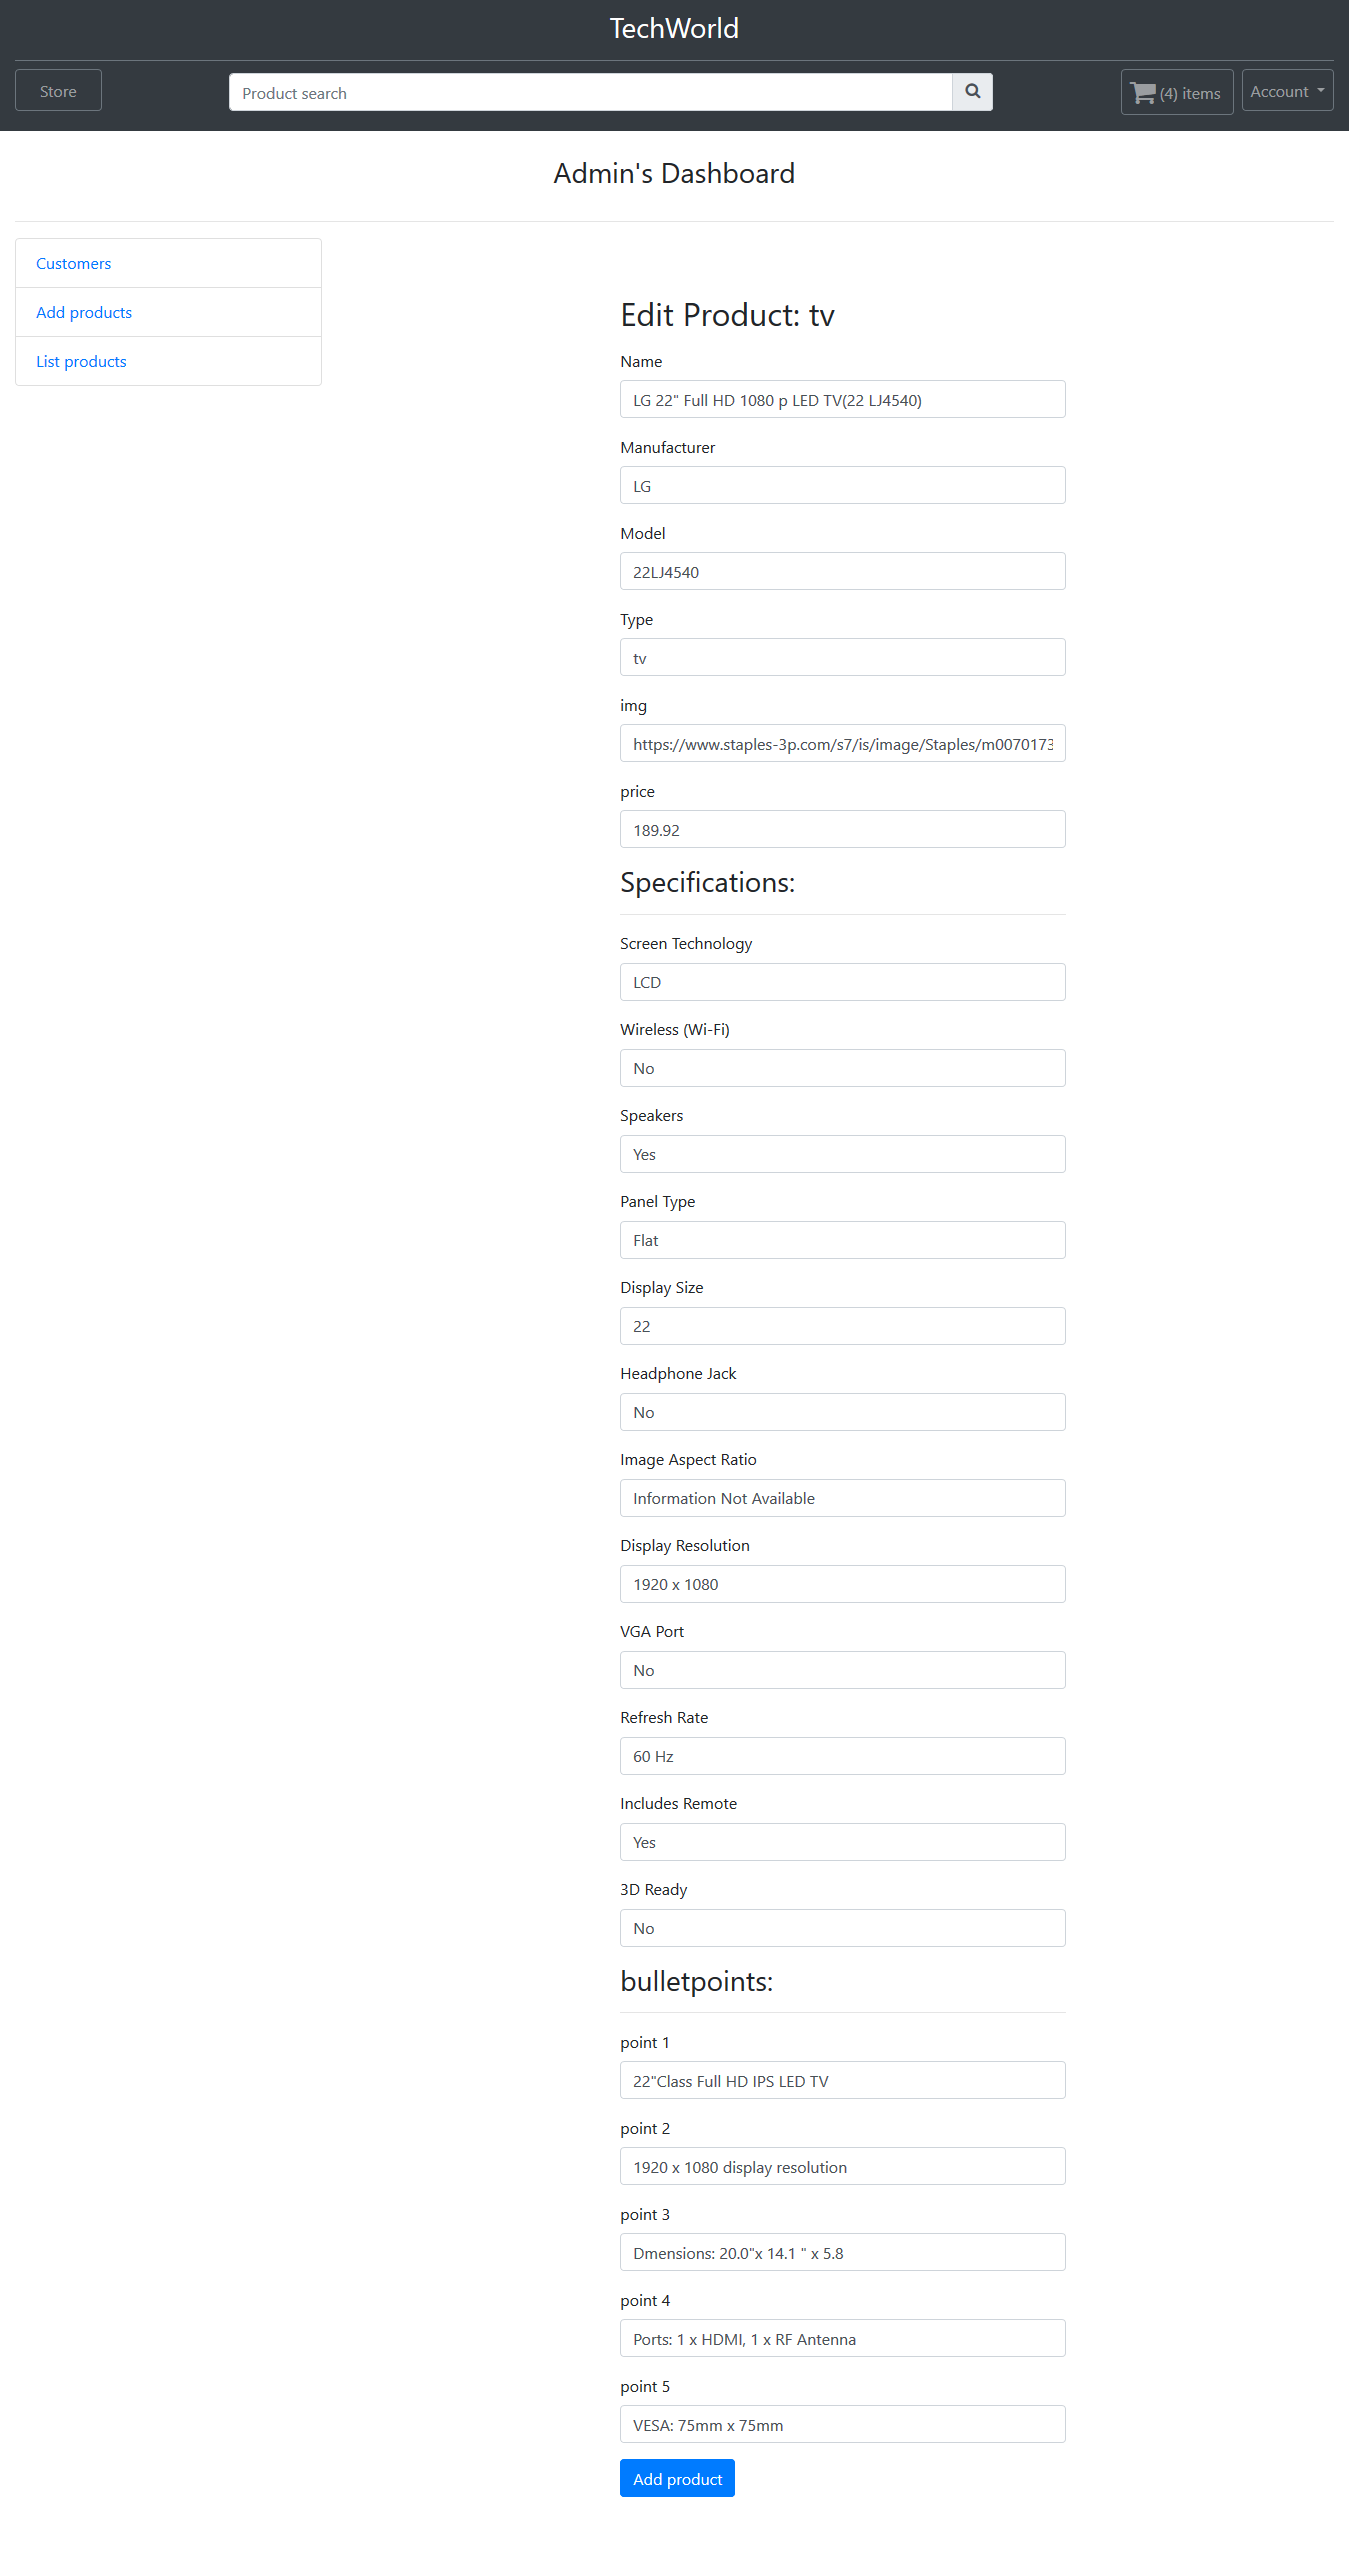 TechWorld
Store
Product search
(4) items
Account
Admin's Dashboard
Customers
Add products
List products
Edit Product: tv
Name
LG 22" Full HD 1080 p LED TV(22 LJ4540)
Manufacturer
LG
Model
22LJ4540
Type
tv
img
https://www.staples-3p.com/s7/is/image/Staples/m0070173
price
189.92
Specifications:
Screen Technology
LCD
Wireless (Wi-Fi)
No
Speakers
Yes
Panel Type
Flat
Display Size
22
Headphone Jack
No
Image Aspect Ratio
Information Not Available
Display Resolution
1920 x 1080
VGA Port
No
Refresh Rate
60 Hz
Includes Remote
Yes
3D Ready
No
bulletpoints:
point 1
22"Class Full HD IPS LED TV
point 2
1920 x 1080 display resolution
point 3
Dmensions: 20.0"x 14.1 " x 5.8
point 4
Ports: 1 x HDMI, 1 x RF Antenna
point 5
VESA: 75mm x 75mm
Add product